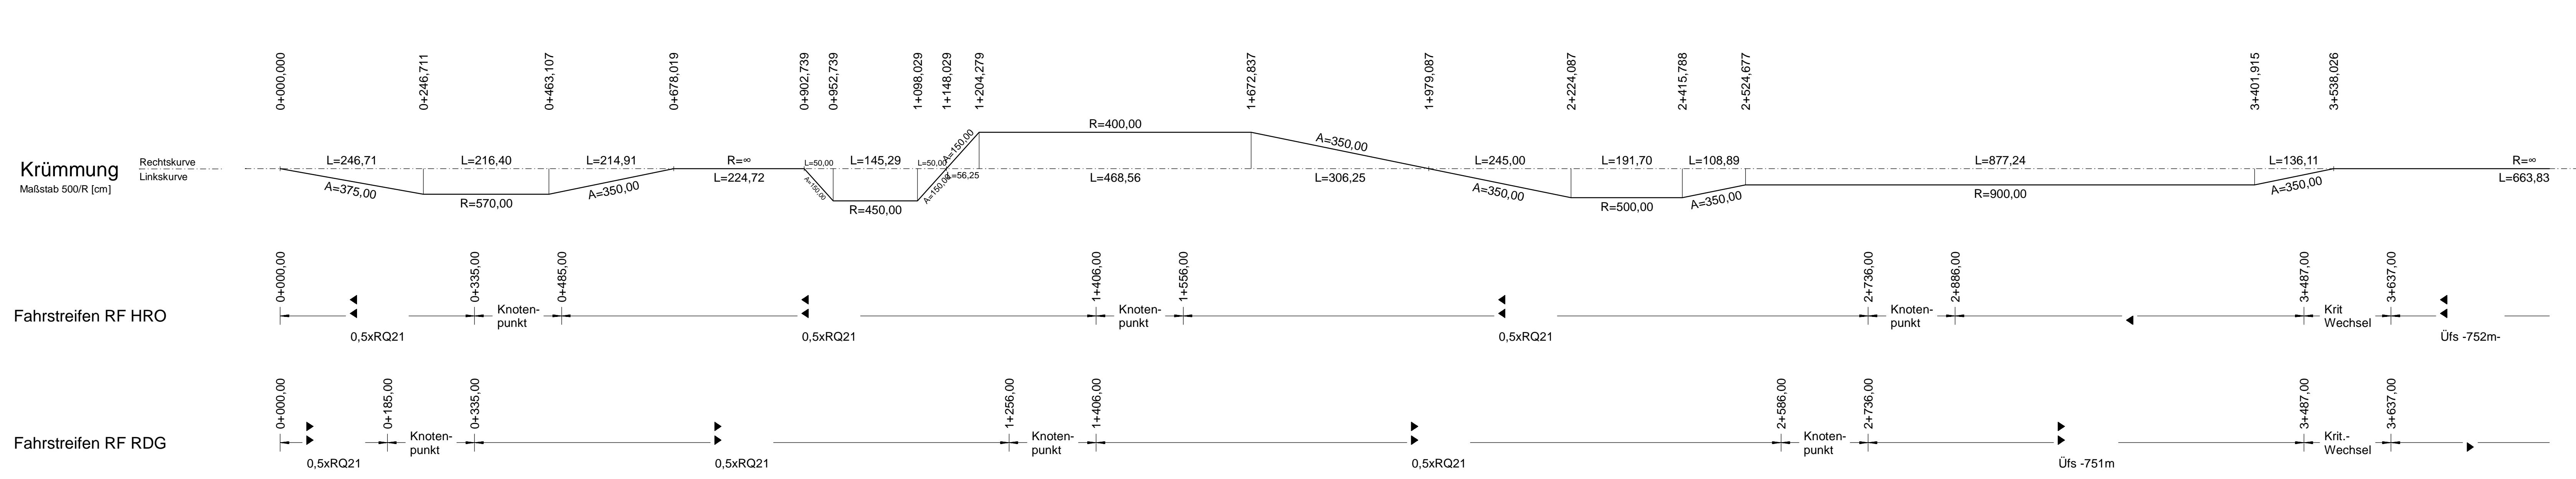 0+000,000
0+246,711
0+463,107
0+678,019
0+902,739
0+952,739
1+098,029
1+148,029
1+204,279
1+672,837
1+979,087
2+224,087
2+415,788
2+524,677
3+401,915
3+538,026
Krümmung
Maßstab 500/R [cm]
Rechtskurve
Linkskurve
L=246,71
A=375,00
L=216,40
R=570,00
L=214,91
A=350,00
R=∞
L=224,72
L=50,00
A=150,00
L=145,29
R=450,00
L=50,00
A=150,00
A=150,00
L=56,25
R=400,00
L=468,56
A=350,00
L=306,25
L=245,00
A=350,00
L=191,70
R=500,00
L=108,89
A=350,00
L=877,24
R=900,00
L=136,11
A=350,00
R=∞
L=663,83
Fahrstreifen RF HRO
0+000,00
0,5xRQ21
0+335,00
Knoten-
punkt
0+485,00
0,5xRQ21
1+406,00
Knoten-
punkt
1+556,00
0,5xRQ21
2+736,00
Knoten-
punkt
2+886,00
3+487,00
Krit
Wechsel
3+637,00
Üfs -752m-
Fahrstreifen RF RDG
0+000,00
0,5xRQ21
0+185,00
Knoten-
punkt
0+335,00
0,5xRQ21
1+256,00
Knoten-
punkt
1+406,00
0,5xRQ21
2+586,00
Knoten-
punkt
2+736,00
Üfs -751m
3+487,00
Krit.-
Wechsel
3+637,00